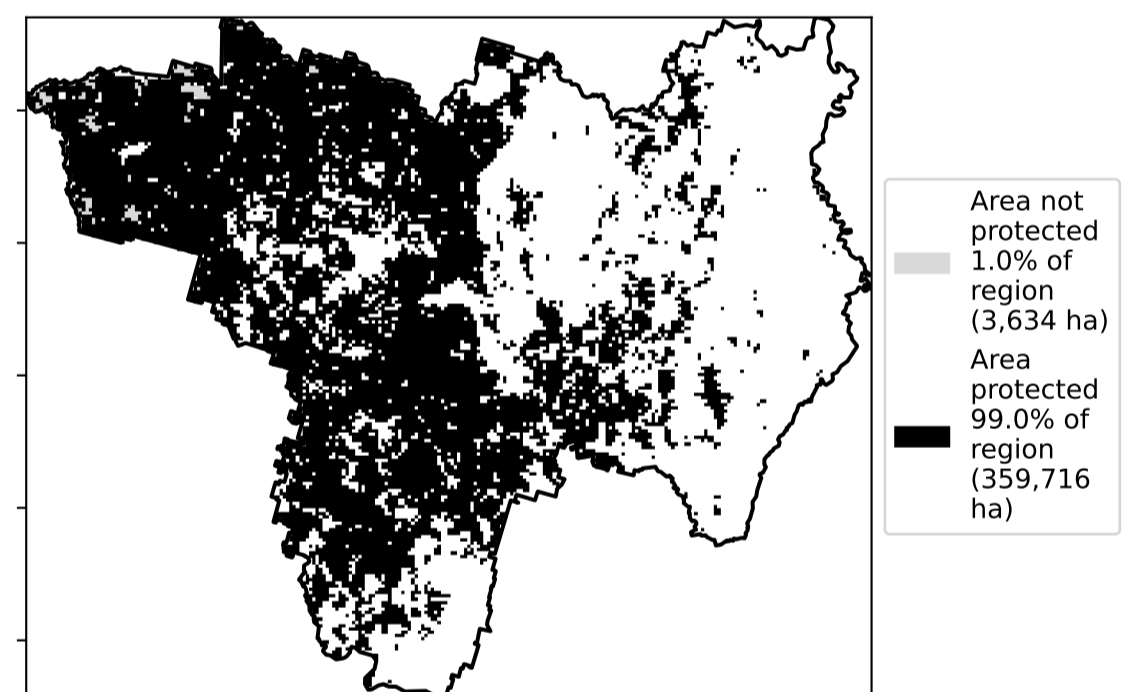 Area not
protected
1.0% of
region
(3,634 ha)
Area
protected
99.0% of
region
(359,716
ha)